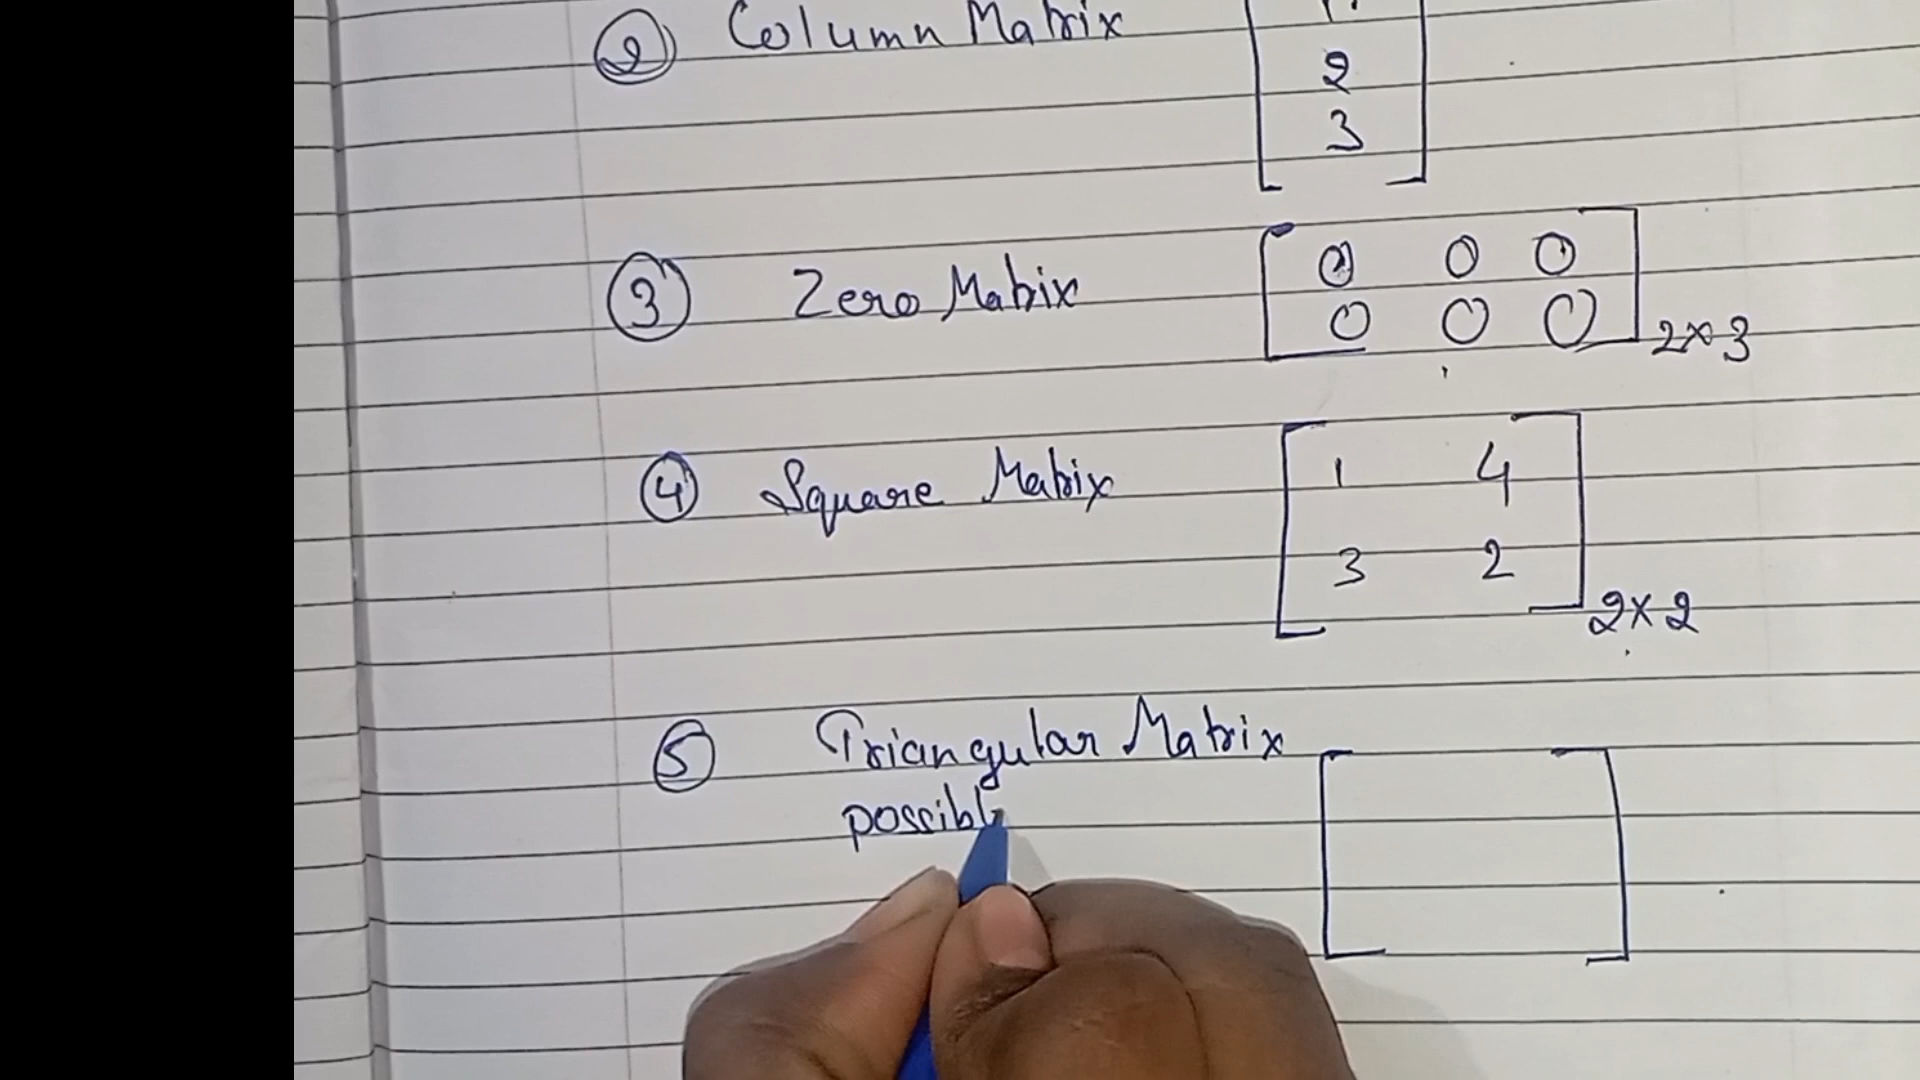 ② Column Matrix [1
2
3]
③ Zero Matrix [0 0 0
0 0 0] 2×3
④ Square Matrix [1 4
3 2] 2×2
⑤ Triangular Matrix [ ]
possibl